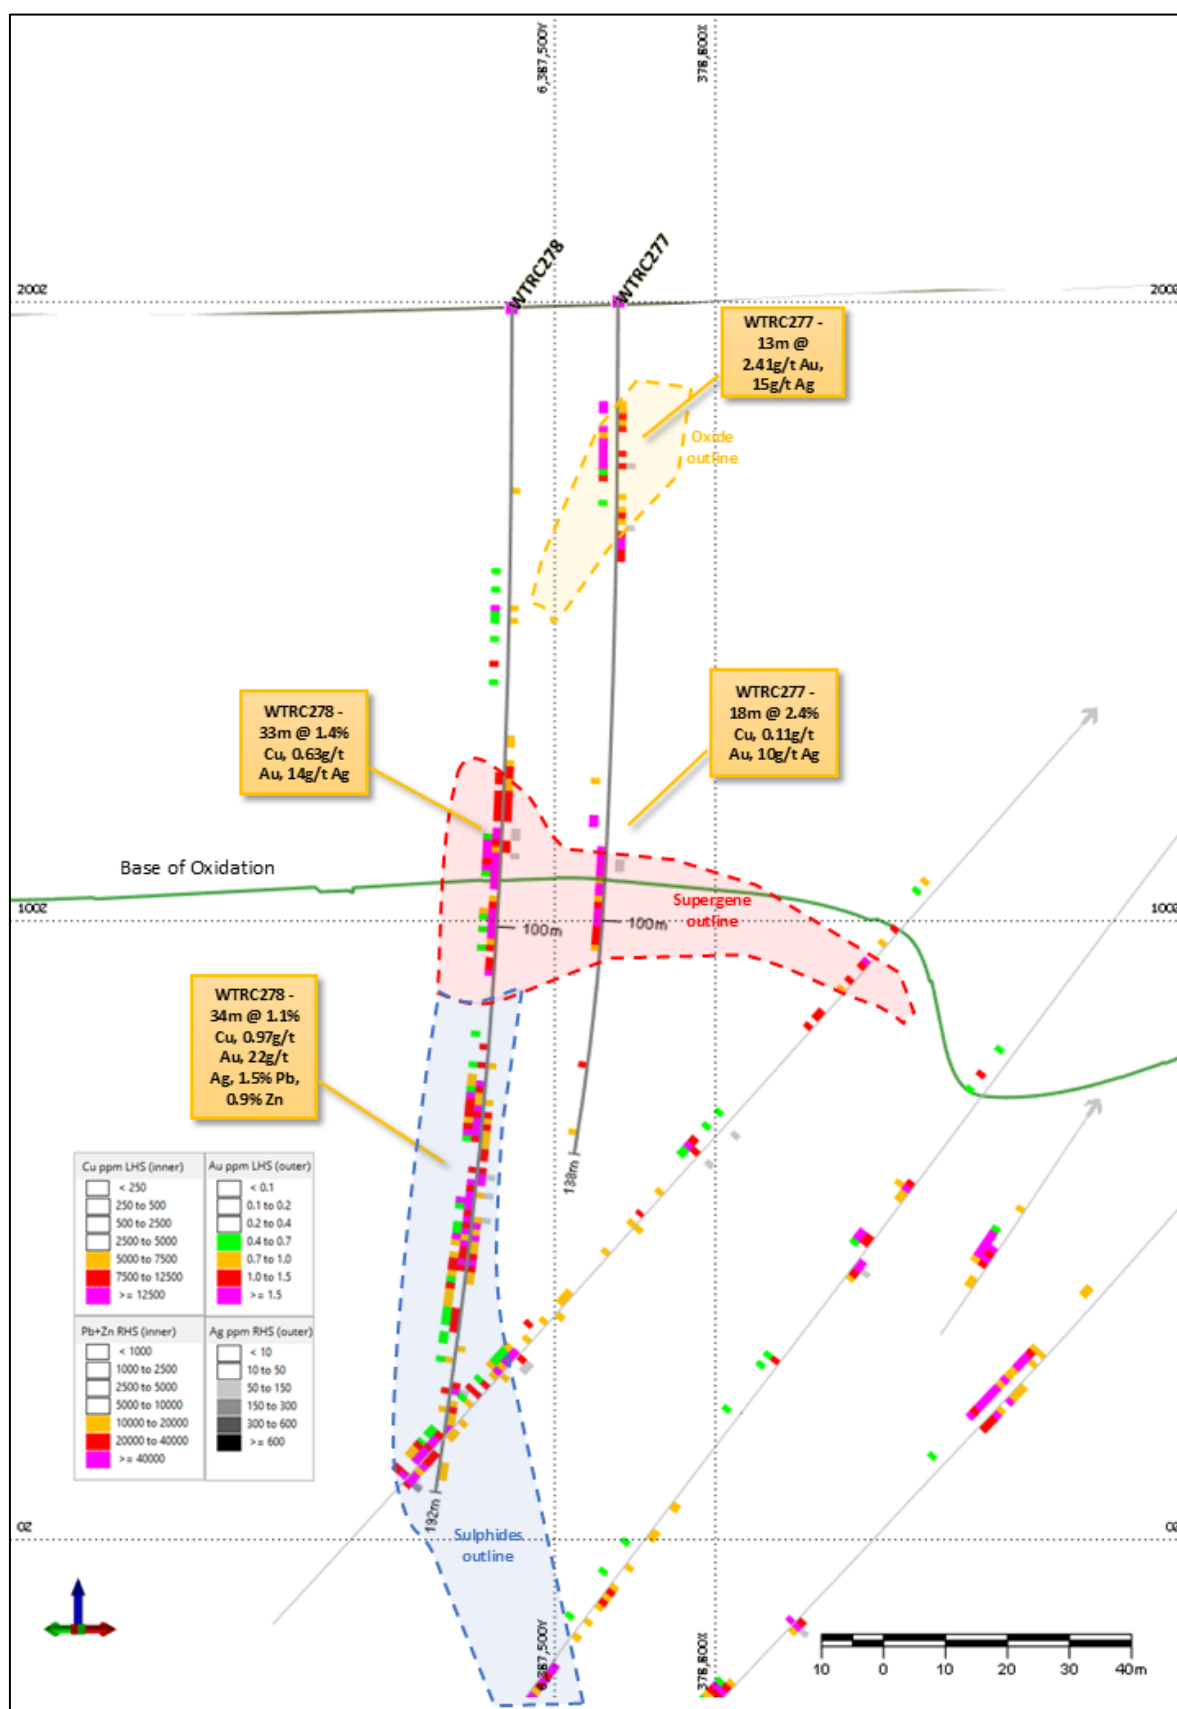 6,387,500Y
WTRC278
WTRC277
200Z
200Z
WTRC277 -
13m @
2.41g/t Au,
15g/t Ag
Oxide
outline
WTRC278 -
33m @ 1.4%
Cu, 0.63g/t
Au, 14g/t Ag
WTRC277 -
18m @ 2.4%
Cu, 0.11g/t
Au, 10g/t Ag
Base of Oxidation
Supergene
outline
100Z
100Z
100m
100m
WTRC278 -
34m @ 1.1%
Cu, 0.97g/t
Au, 22g/t
Ag, 1.5% Pb,
0.9% Zn
138m
Cu ppm LHS (inner)
< 250
250 to 500
500 to 2500
2500 to 5000
5000 to 7500
7500 to 12500
>= 12500
Au ppm LHS (outer)
< 0.1
0.1 to 0.2
0.2 to 0.4
0.4 to 0.7
0.7 to 1.0
1.0 to 1.5
>= 1.5
Pb+Zn RHS (inner)
< 1000
1000 to 2500
2500 to 5000
5000 to 10000
10000 to 20000
20000 to 40000
>= 40000
Ag ppm RHS (outer)
< 10
10 to 50
50 to 150
150 to 300
300 to 600
>= 600
192m
Sulphides
outline
0Z
0Z
10 0 10 20 30 40m